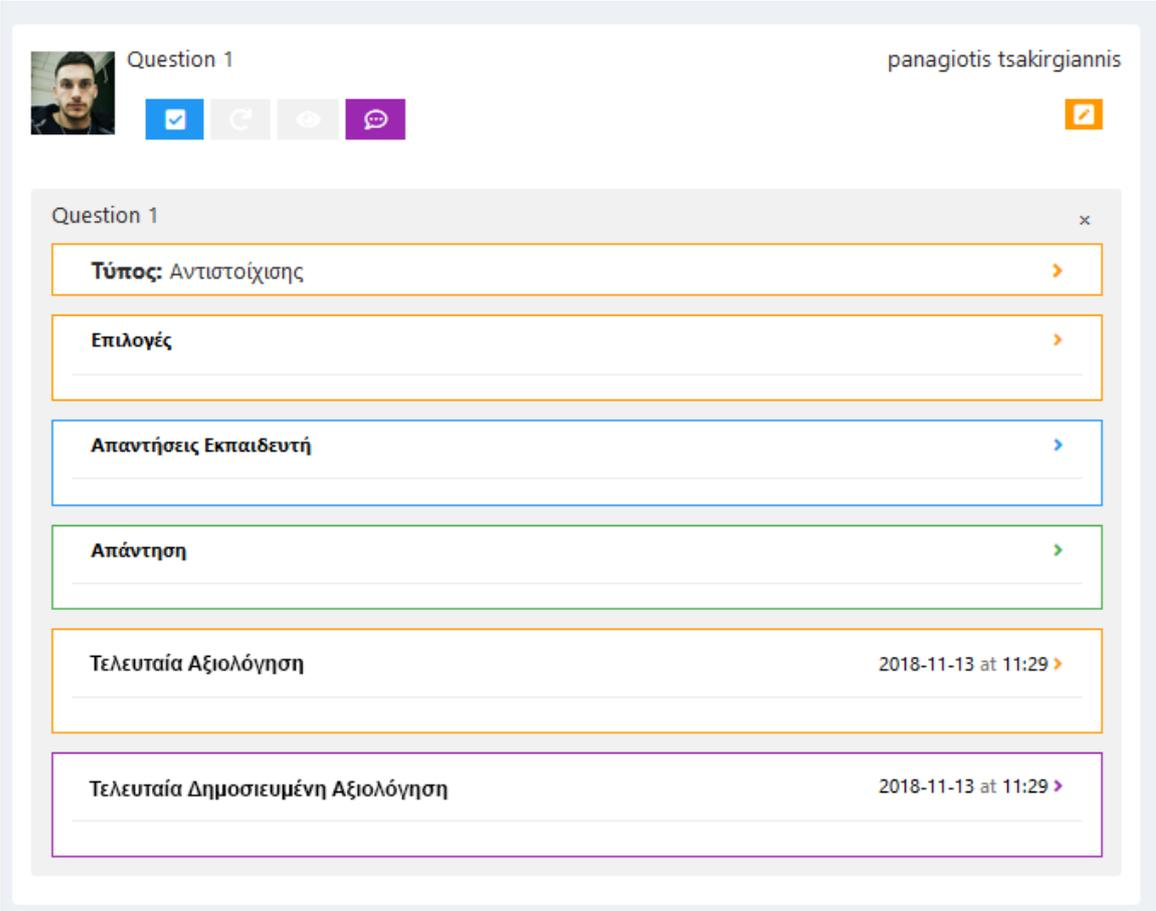 Question 1
panagiotis tsakirgiannis
Question 1
×
Τύπος: Αντιστοίχισης
Επιλογές
Απαντήσεις Εκπαιδευτή
Απάντηση
Τελευταία Αξιολόγηση 2018-11-13 at 11:29
Τελευταία Δημοσιευμένη Αξιολόγηση 2018-11-13 at 11:29